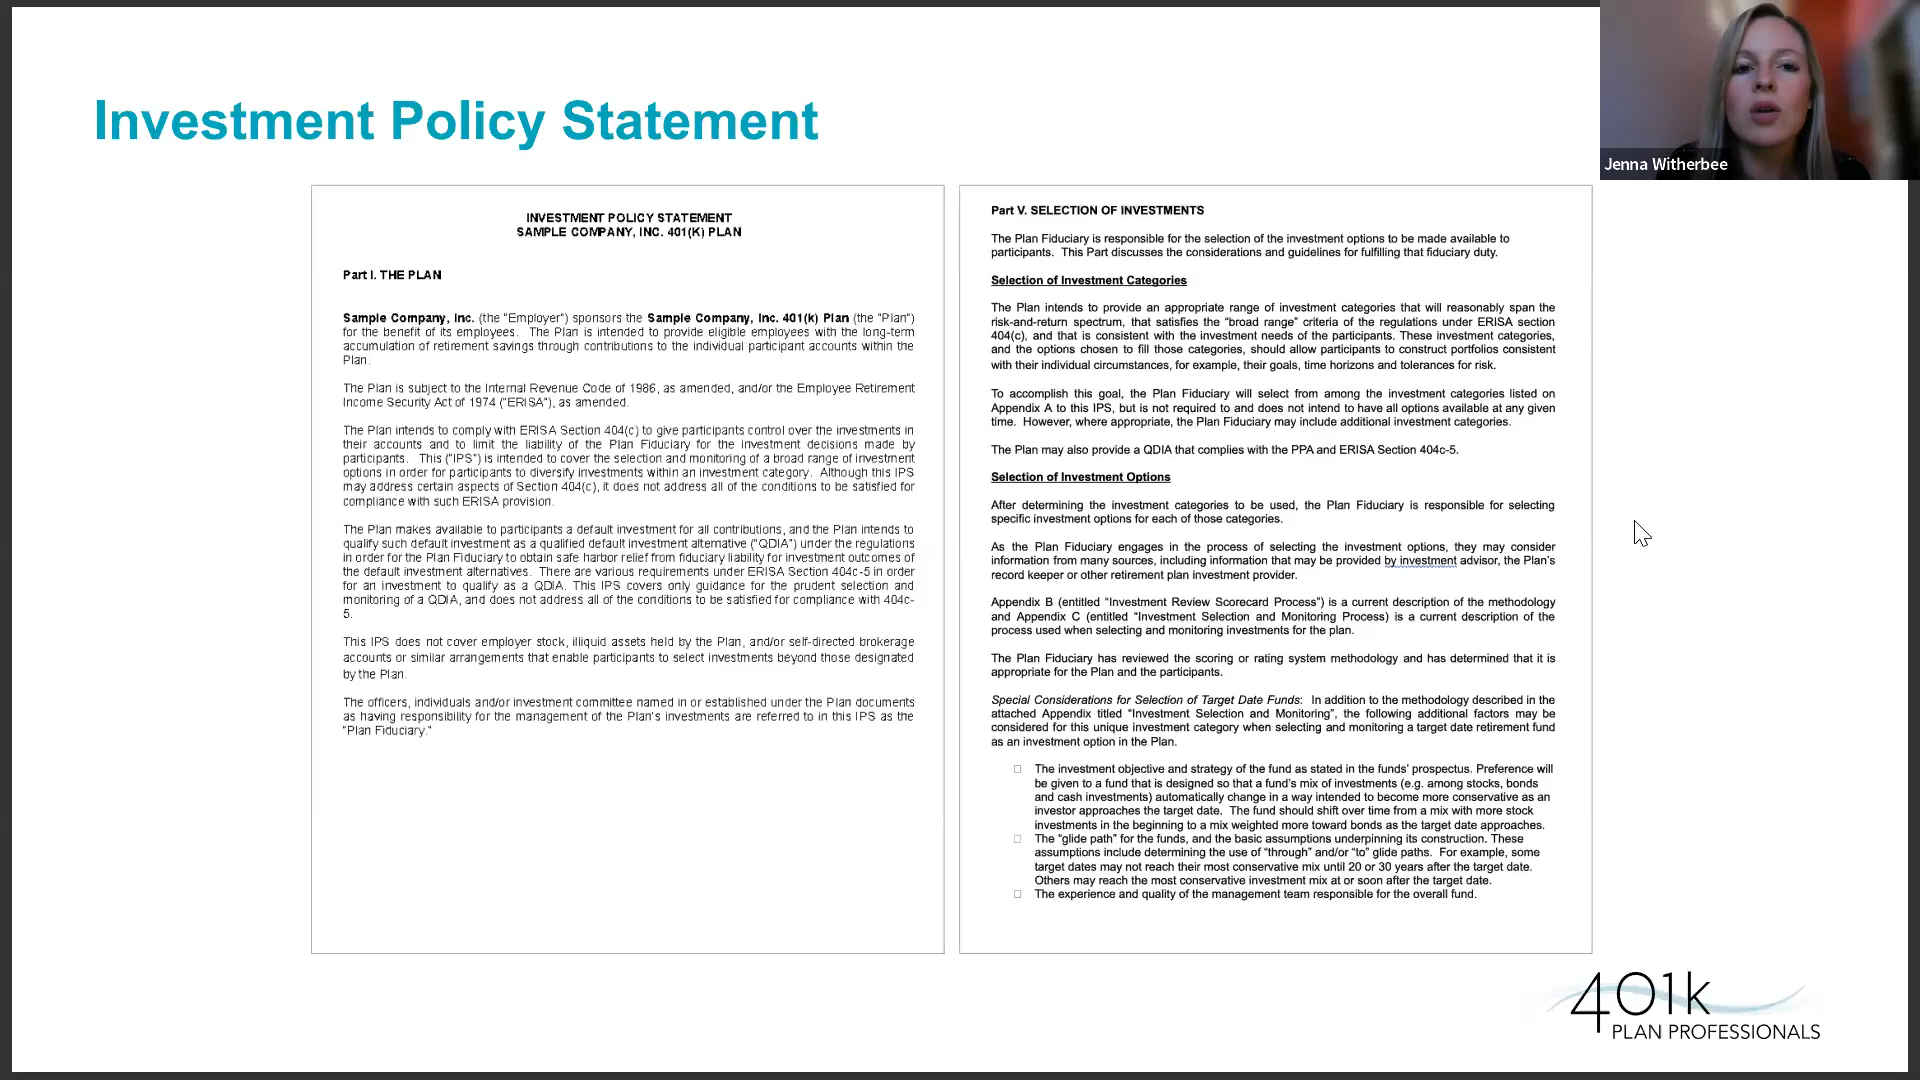 Investment Policy Statement
Jenna Witherbee
INVESTMENT POLICY STATEMENT
SAMPLE COMPANY, INC. 401(K) PLAN
Part I. THE PLAN
Sample Company, Inc. (the "Employer") sponsors the Sample Company, Inc. 401(k) Plan (the "Plan")
for the benefit of its employees. The Plan is intended to provide eligible employees with the long-term
accumulation of retirement savings through contributions to the individual participant accounts within the
Plan.
The Plan is subject to the Internal Revenue Code of 1986, as amended, and/or the Employee Retirement
Income Security Act of 1974 ("ERISA"), as amended.
The Plan intends to comply with ERISA Section 404(c) to give participants control over the investments in
their accounts and to limit the liability of the Plan Fiduciary for the investment decisions made by
participants. This ("IPS") is intended to cover the selection and monitoring of a broad range of investment
options in order for participants to diversify investments within an investment category. Although this IPS
may address certain aspects of Section 404(c), it does not address all of the conditions to be satisfied for
compliance with such ERISA provision.
The Plan makes available to participants a default investment for all contributions, and the Plan intends to
qualify such default investment as a qualified default investment alternative ("QDIA") under the regulations
in order for the Plan Fiduciary to obtain safe harbor relief from fiduciary liability for investment outcomes of
the default investment alternatives. There are various requirements under ERISA Section 404c-5 in order
for an investment to qualify as a QDIA. This IPS covers only guidance for the prudent selection and
monitoring of a QDIA, and does not address all of the conditions to be satisfied for compliance with 404c-
5.
This IPS does not cover employer stock, illiquid assets held by the Plan, and/or self-directed brokerage
accounts or similar arrangements that enable participants to select investments beyond those designated
by the Plan.
The officers, individuals and/or investment committee named in or established under the Plan documents
as having responsibility for the management of the Plan's investments are referred to in this IPS as the
"Plan Fiduciary."
Part V. SELECTION OF INVESTMENTS
The Plan Fiduciary is responsible for the selection of the investment options to be made available to
participants. This Part discusses the considerations and guidelines for fulfilling that fiduciary duty.
Selection of Investment Categories
The Plan intends to provide an appropriate range of investment categories that will reasonably span the
risk-and-return spectrum, that satisfies the “broad range” criteria of the regulations under ERISA section
404(c), and that is consistent with the investment needs of the participants. These investment categories,
and the options chosen to fill those categories, should allow participants to construct portfolios consistent
with their individual circumstances, for example, their goals, time horizons and tolerances for risk.
To accomplish this goal, the Plan Fiduciary will select from among the investment categories listed on
Appendix A to this IPS, but is not required to and does not intend to have all options available at any given
time. However, where appropriate, the Plan Fiduciary may include additional investment categories.
The Plan may also provide a QDIA that complies with the PPA and ERISA Section 404c-5.
Selection of Investment Options
After determining the investment categories to be used, the Plan Fiduciary is responsible for selecting
specific investment options for each of those categories.
As the Plan Fiduciary engages in the process of selecting the investment options, they may consider
information from many sources, including information that may be provided by investment advisor, the Plan’s
record keeper or other retirement plan investment provider.
Appendix B (entitled “Investment Review Scorecard Process”) is a current description of the methodology
and Appendix C (entitled “Investment Selection and Monitoring Process) is a current description of the
process used when selecting and monitoring investments for the plan.
The Plan Fiduciary has reviewed the scoring or rating system methodology and has determined that it is
appropriate for the Plan and the participants.
Special Considerations for Selection of Target Date Funds: In addition to the methodology described in the
attached Appendix titled “Investment Selection and Monitoring”, the following additional factors may be
considered for this unique investment category when selecting and monitoring a target date retirement fund
as an investment option in the Plan.
The investment objective and strategy of the fund as stated in the funds’ prospectus. Preference will
be given to a fund that is designed so that a fund’s mix of investments (e.g. among stocks, bonds
and cash investments) automatically change in a way intended to become more conservative as an
investor approaches the target date. The fund should shift over time from a mix with more stock
investments in the beginning to a mix weighted more toward bonds as the target date approaches.
The “glide path” for the funds, and the basic assumptions underpinning its construction. These
assumptions include determining the use of “through” and/or “to” glide paths. For example, some
target dates may not reach their most conservative mix until 20 or 30 years after the target date.
Others may reach the most conservative investment mix at or soon after the target date.
The experience and quality of the management team responsible for the overall fund.
401k
PLAN PROFESSIONALS